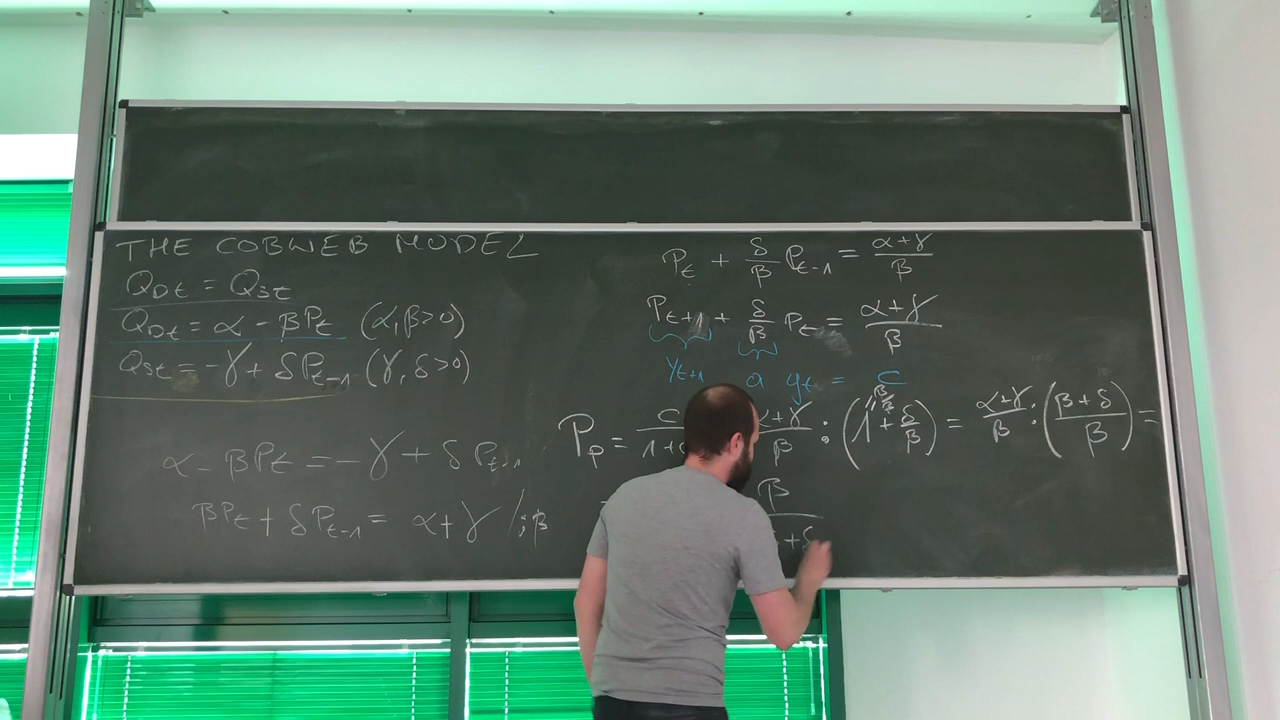 THE COBWEB MODEL
Q_Dt = Q_St
Q_Dt = α - βP_t (α,β>0)
Q_St = -γ + δP_t-1 (γ,δ>0)
α - βP_t = -γ + δP_t-1
βP_t + δP_t-1 = α+γ /:β
P_t + δ/β P_t-1 = α+γ/β
P_t+1 + δ/β P_t = α+γ/β
y_t+1 a y_t = c
P_p = c/1+ α+γ/β : (1 + δ/β) = α+γ/β : (β+δ/β) =
β/ +δ